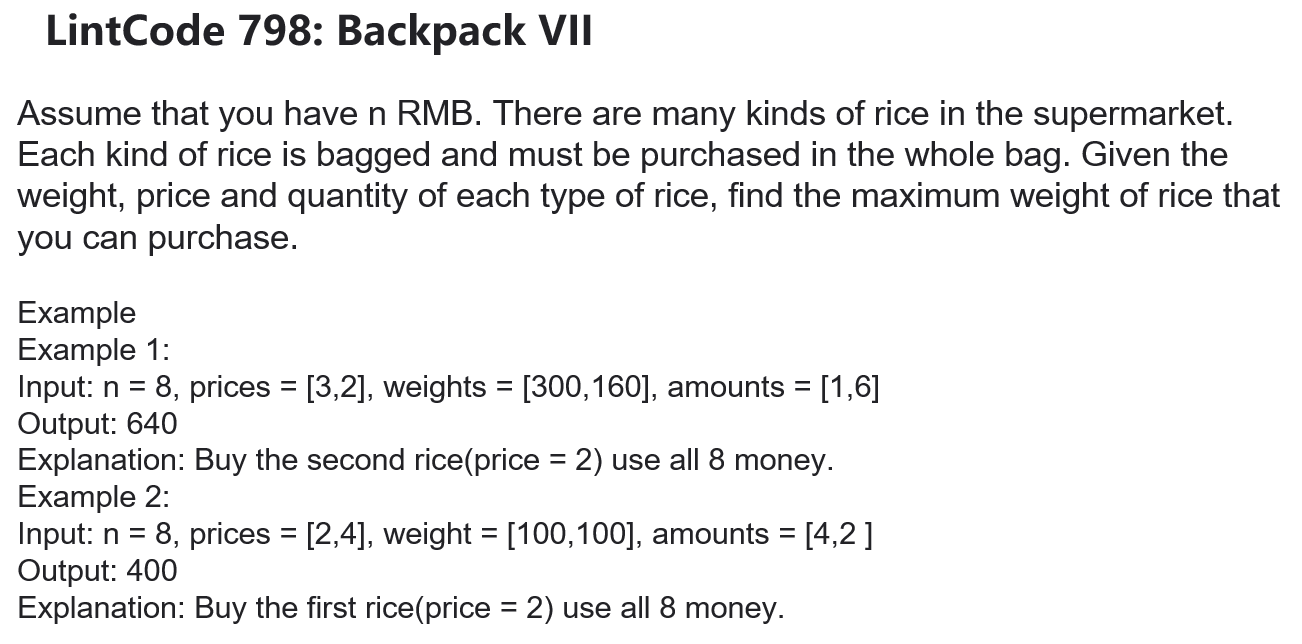 LintCode 798: Backpack VII
Assume that you have n RMB. There are many kinds of rice in the supermarket.
Each kind of rice is bagged and must be purchased in the whole bag. Given the
weight, price and quantity of each type of rice, find the maximum weight of rice that
you can purchase.
Example
Example 1:
Input: n = 8, prices = [3,2], weights = [300,160], amounts = [1,6]
Output: 640
Explanation: Buy the second rice(price = 2) use all 8 money.
Example 2:
Input: n = 8, prices = [2,4], weight = [100,100], amounts = [4,2 ]
Output: 400
Explanation: Buy the first rice(price = 2) use all 8 money.